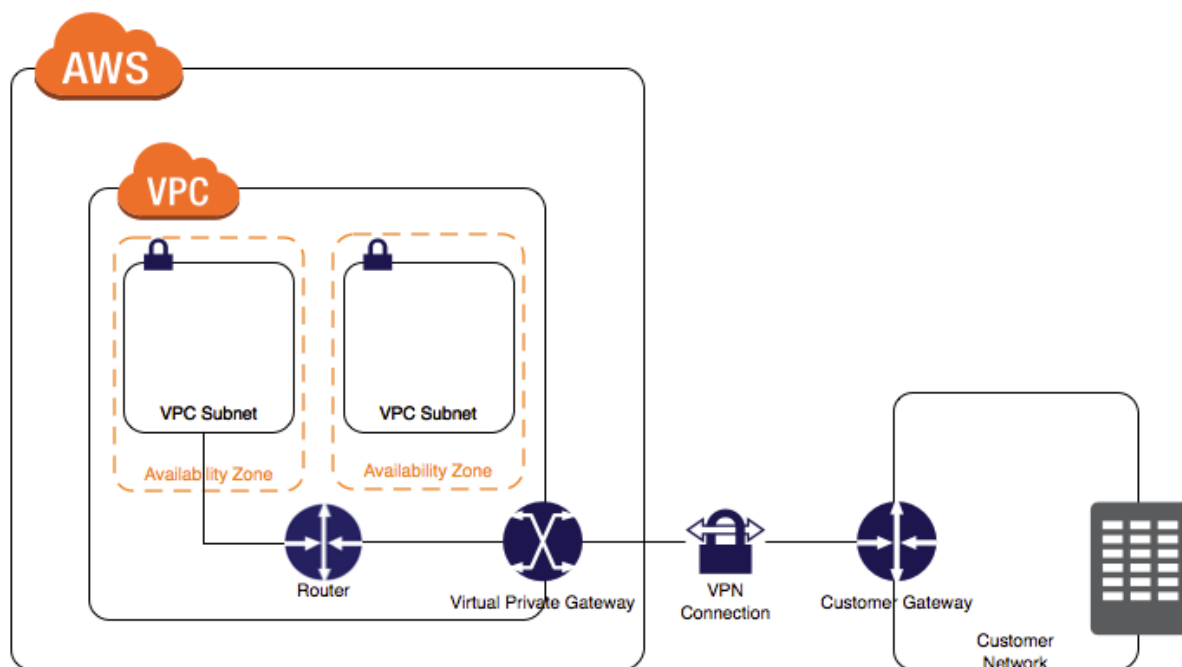 AWS
VPC
VPC Subnet
VPC Subnet
Availability Zone
Availability Zone
Router
Virtual Private Gateway
VPN
Connection
Customer Gateway
Customer
Network